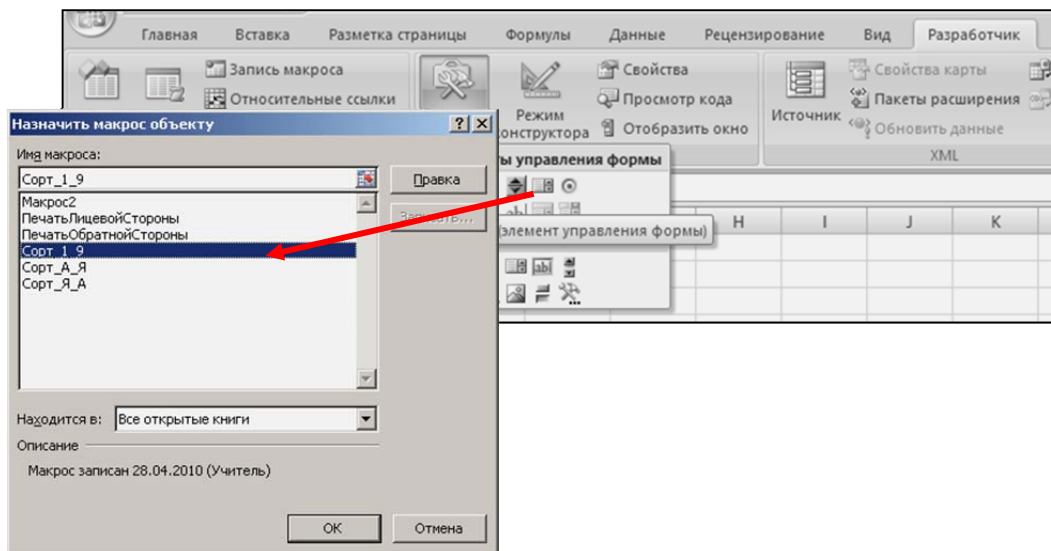 Главная Вставка Разметка страницы Формулы Данные Рецензирование Вид Разработчик
Запись макроса
Относительные ссылки
Режим
конструктора
Свойства
Просмотр кода
Отобразить окно
Источник
Свойства карты
Пакеты расширения
Обновить данные
XML
ты управления формы
(элемент управления формы)
H I J K
Назначить макрос объекту
Имя макроса:
Сорт_1_9
Правка
Макрос2
ПечатьЛицевойСтороны
ПечатьОбратнойСтороны
Сорт_1_9
Сорт_А_Я
Сорт_Я_А
Находится в: Все открытые книги
Описание
Макрос записан 28.04.2010 (Учитель)
ОК Отмена